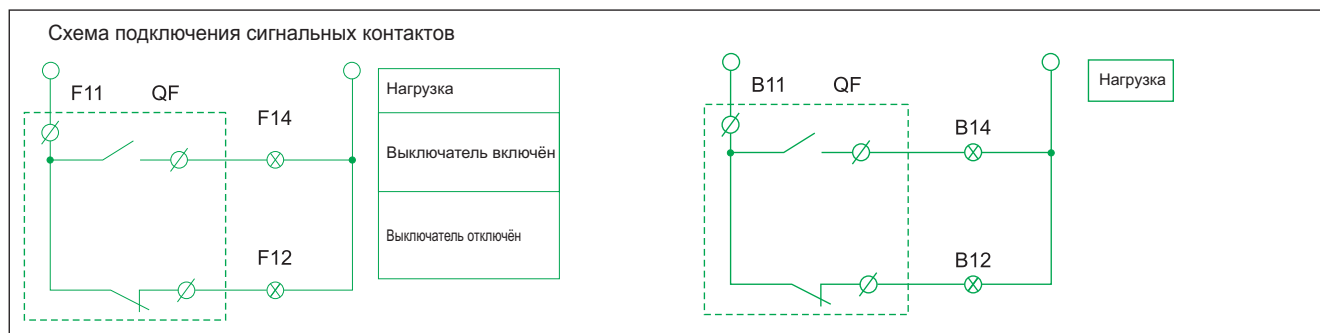 Схема подключения сигнальных контактов
F11 QF
F14
F12
Нагрузка
Выключатель включён
Выключатель отключён
B11 QF
B14
B12
Нагрузка